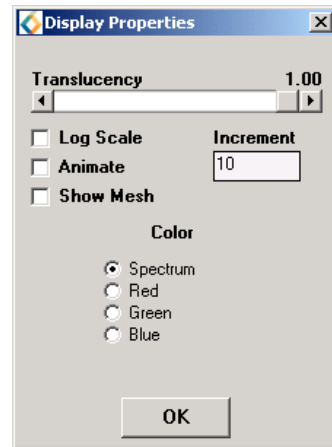 Display Properties
Translucency 1.00
Log Scale Increment
Animate 10
Show Mesh
Color
Spectrum
Red
Green
Blue
OK